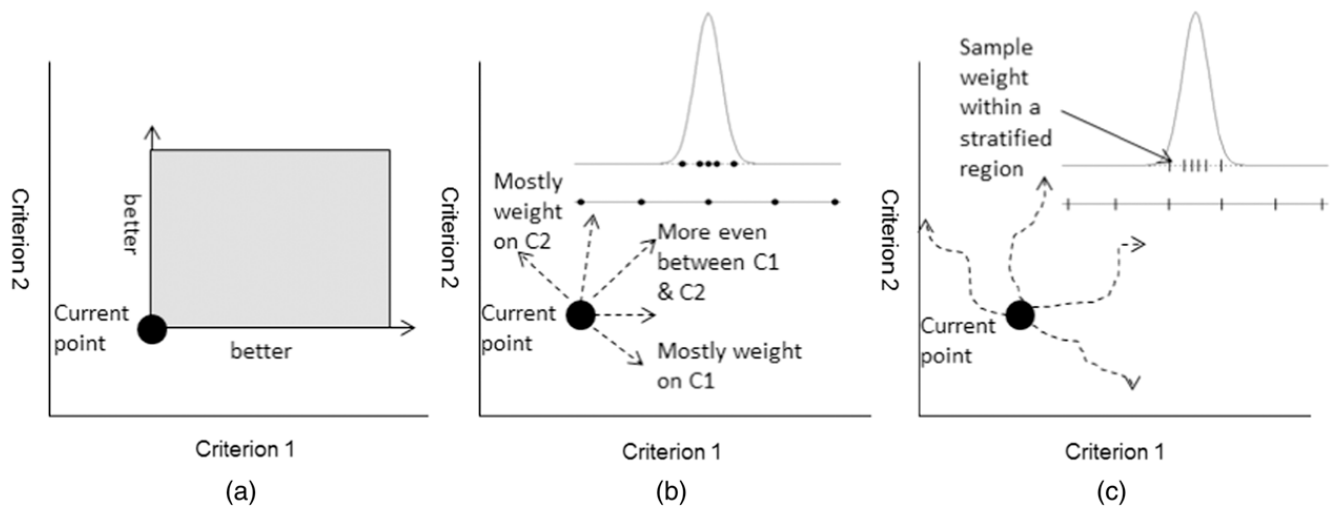 better
Criterion 2
Current
point
better
Criterion 1
(a)
Mostly
weight
on C2
More even
between C1
& C2
Criterion 2
Current
point
Mostly weight
on C1
Criterion 1
(b)
Sample
weight
within a
stratified
region
Criterion 2
Current
point
Criterion 1
(c)